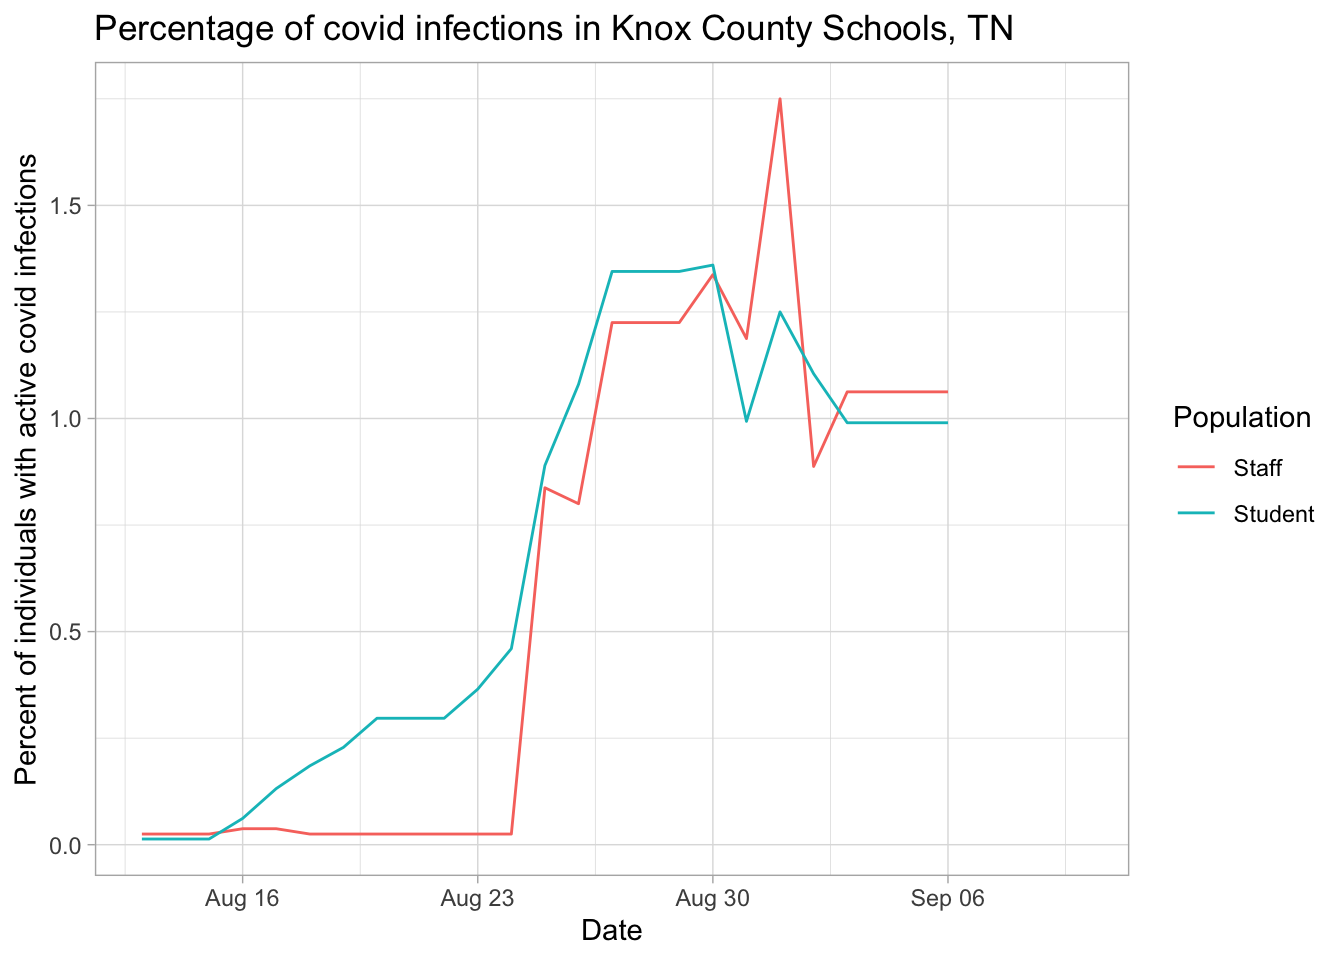 Percentage of covid infections in Knox County Schools, TN
Percent of individuals with active covid infections
1.5
1.0
0.5
0.0
Aug 16
Aug 23
Aug 30
Sep 06
Date
Population
Staff
Student